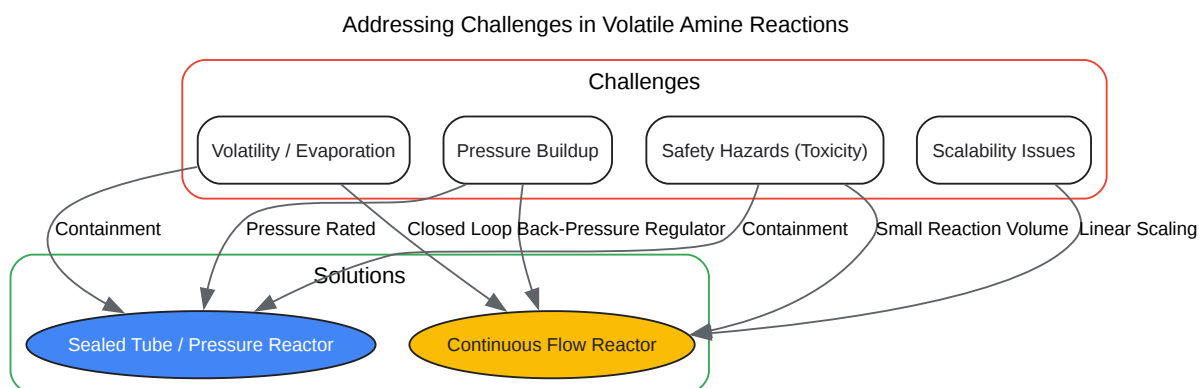 Addressing Challenges in Volatile Amine Reactions
Challenges
Volatility / Evaporation
Pressure Buildup
Safety Hazards (Toxicity)
Scalability Issues
Containment
Pressure Rated
Closed Loop
Back-Pressure Regulator
Containment
Small Reaction Volume
Linear Scaling
Solutions
Sealed Tube / Pressure Reactor
Continuous Flow Reactor